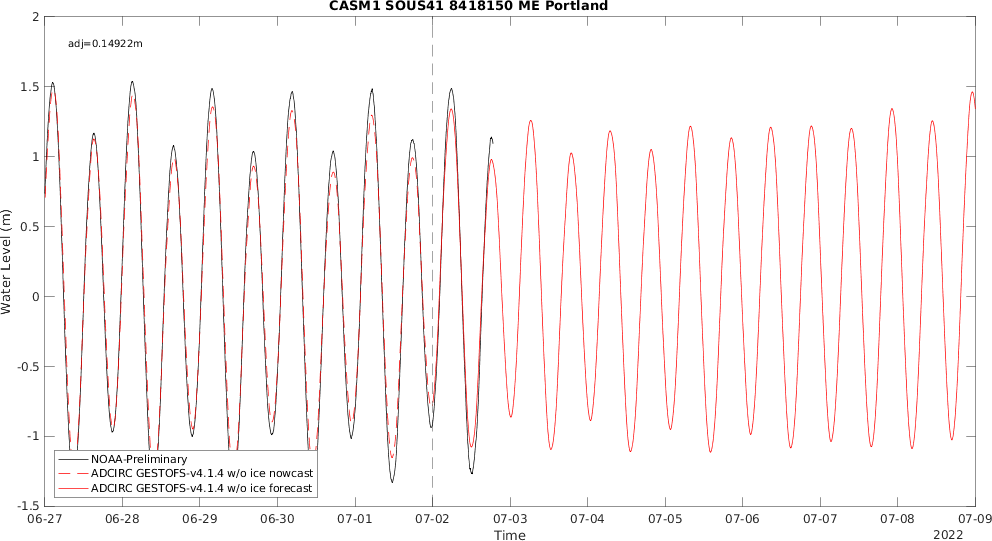 CASM1 SOUS41 8418150 ME Portland
adj=0.14922m
2
1.5
1
0.5
0
-0.5
-1
-1.5
Water Level (m)
NOAA-Preliminary
ADCIRC GESTOFS-v4.1.4 w/o ice nowcast
ADCIRC GESTOFS-v4.1.4 w/o ice forecast
06-27 06-28 06-29 06-30 07-01 07-02 07-03 07-04 07-05 07-06 07-07 07-08 07-09
Time
2022